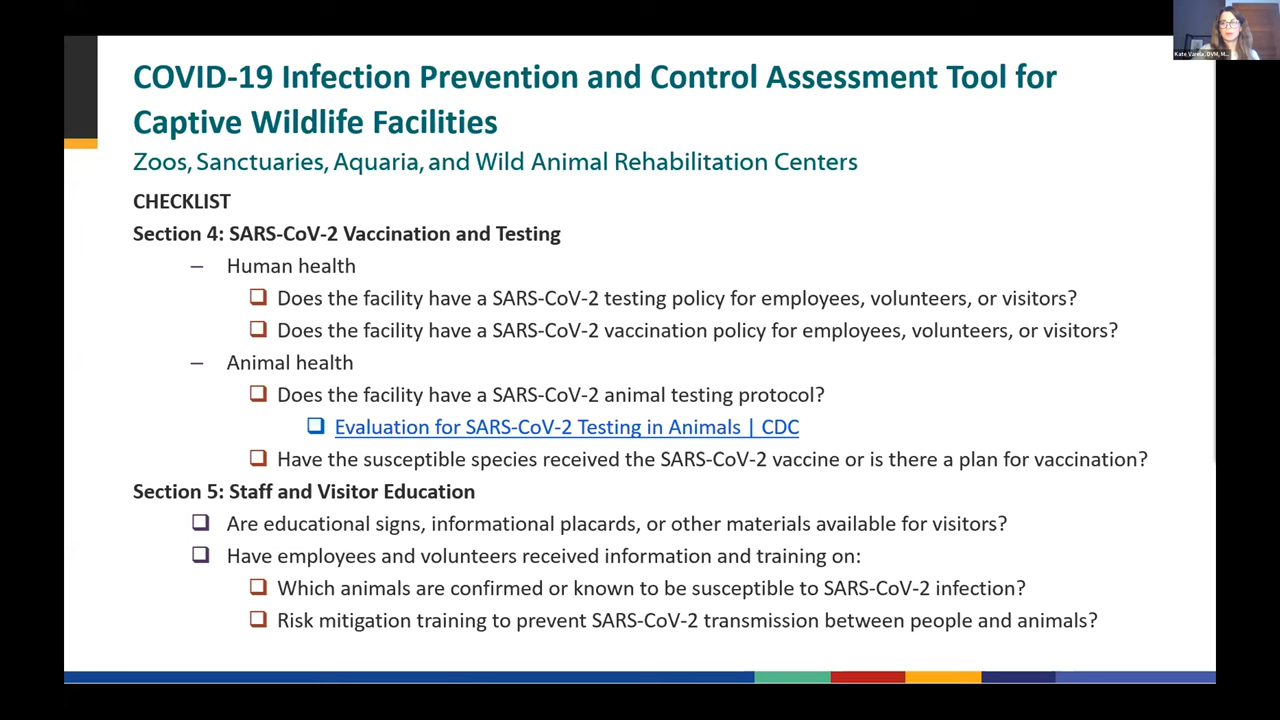 COVID-19 Infection Prevention and Control Assessment Tool for
Captive Wildlife Facilities
Zoos, Sanctuaries, Aquaria, and Wild Animal Rehabilitation Centers
CHECKLIST
Section 4: SARS-CoV-2 Vaccination and Testing
– Human health
❑ Does the facility have a SARS-CoV-2 testing policy for employees, volunteers, or visitors?
❑ Does the facility have a SARS-CoV-2 vaccination policy for employees, volunteers, or visitors?
– Animal health
❑ Does the facility have a SARS-CoV-2 animal testing protocol?
❑ Evaluation for SARS-CoV-2 Testing in Animals | CDC
❑ Have the susceptible species received the SARS-CoV-2 vaccine or is there a plan for vaccination?
Section 5: Staff and Visitor Education
❑ Are educational signs, informational placards, or other materials available for visitors?
❑ Have employees and volunteers received information and training on:
❑ Which animals are confirmed or known to be susceptible to SARS-CoV-2 infection?
❑ Risk mitigation training to prevent SARS-CoV-2 transmission between people and animals?
Kate Varela, DVM, M...